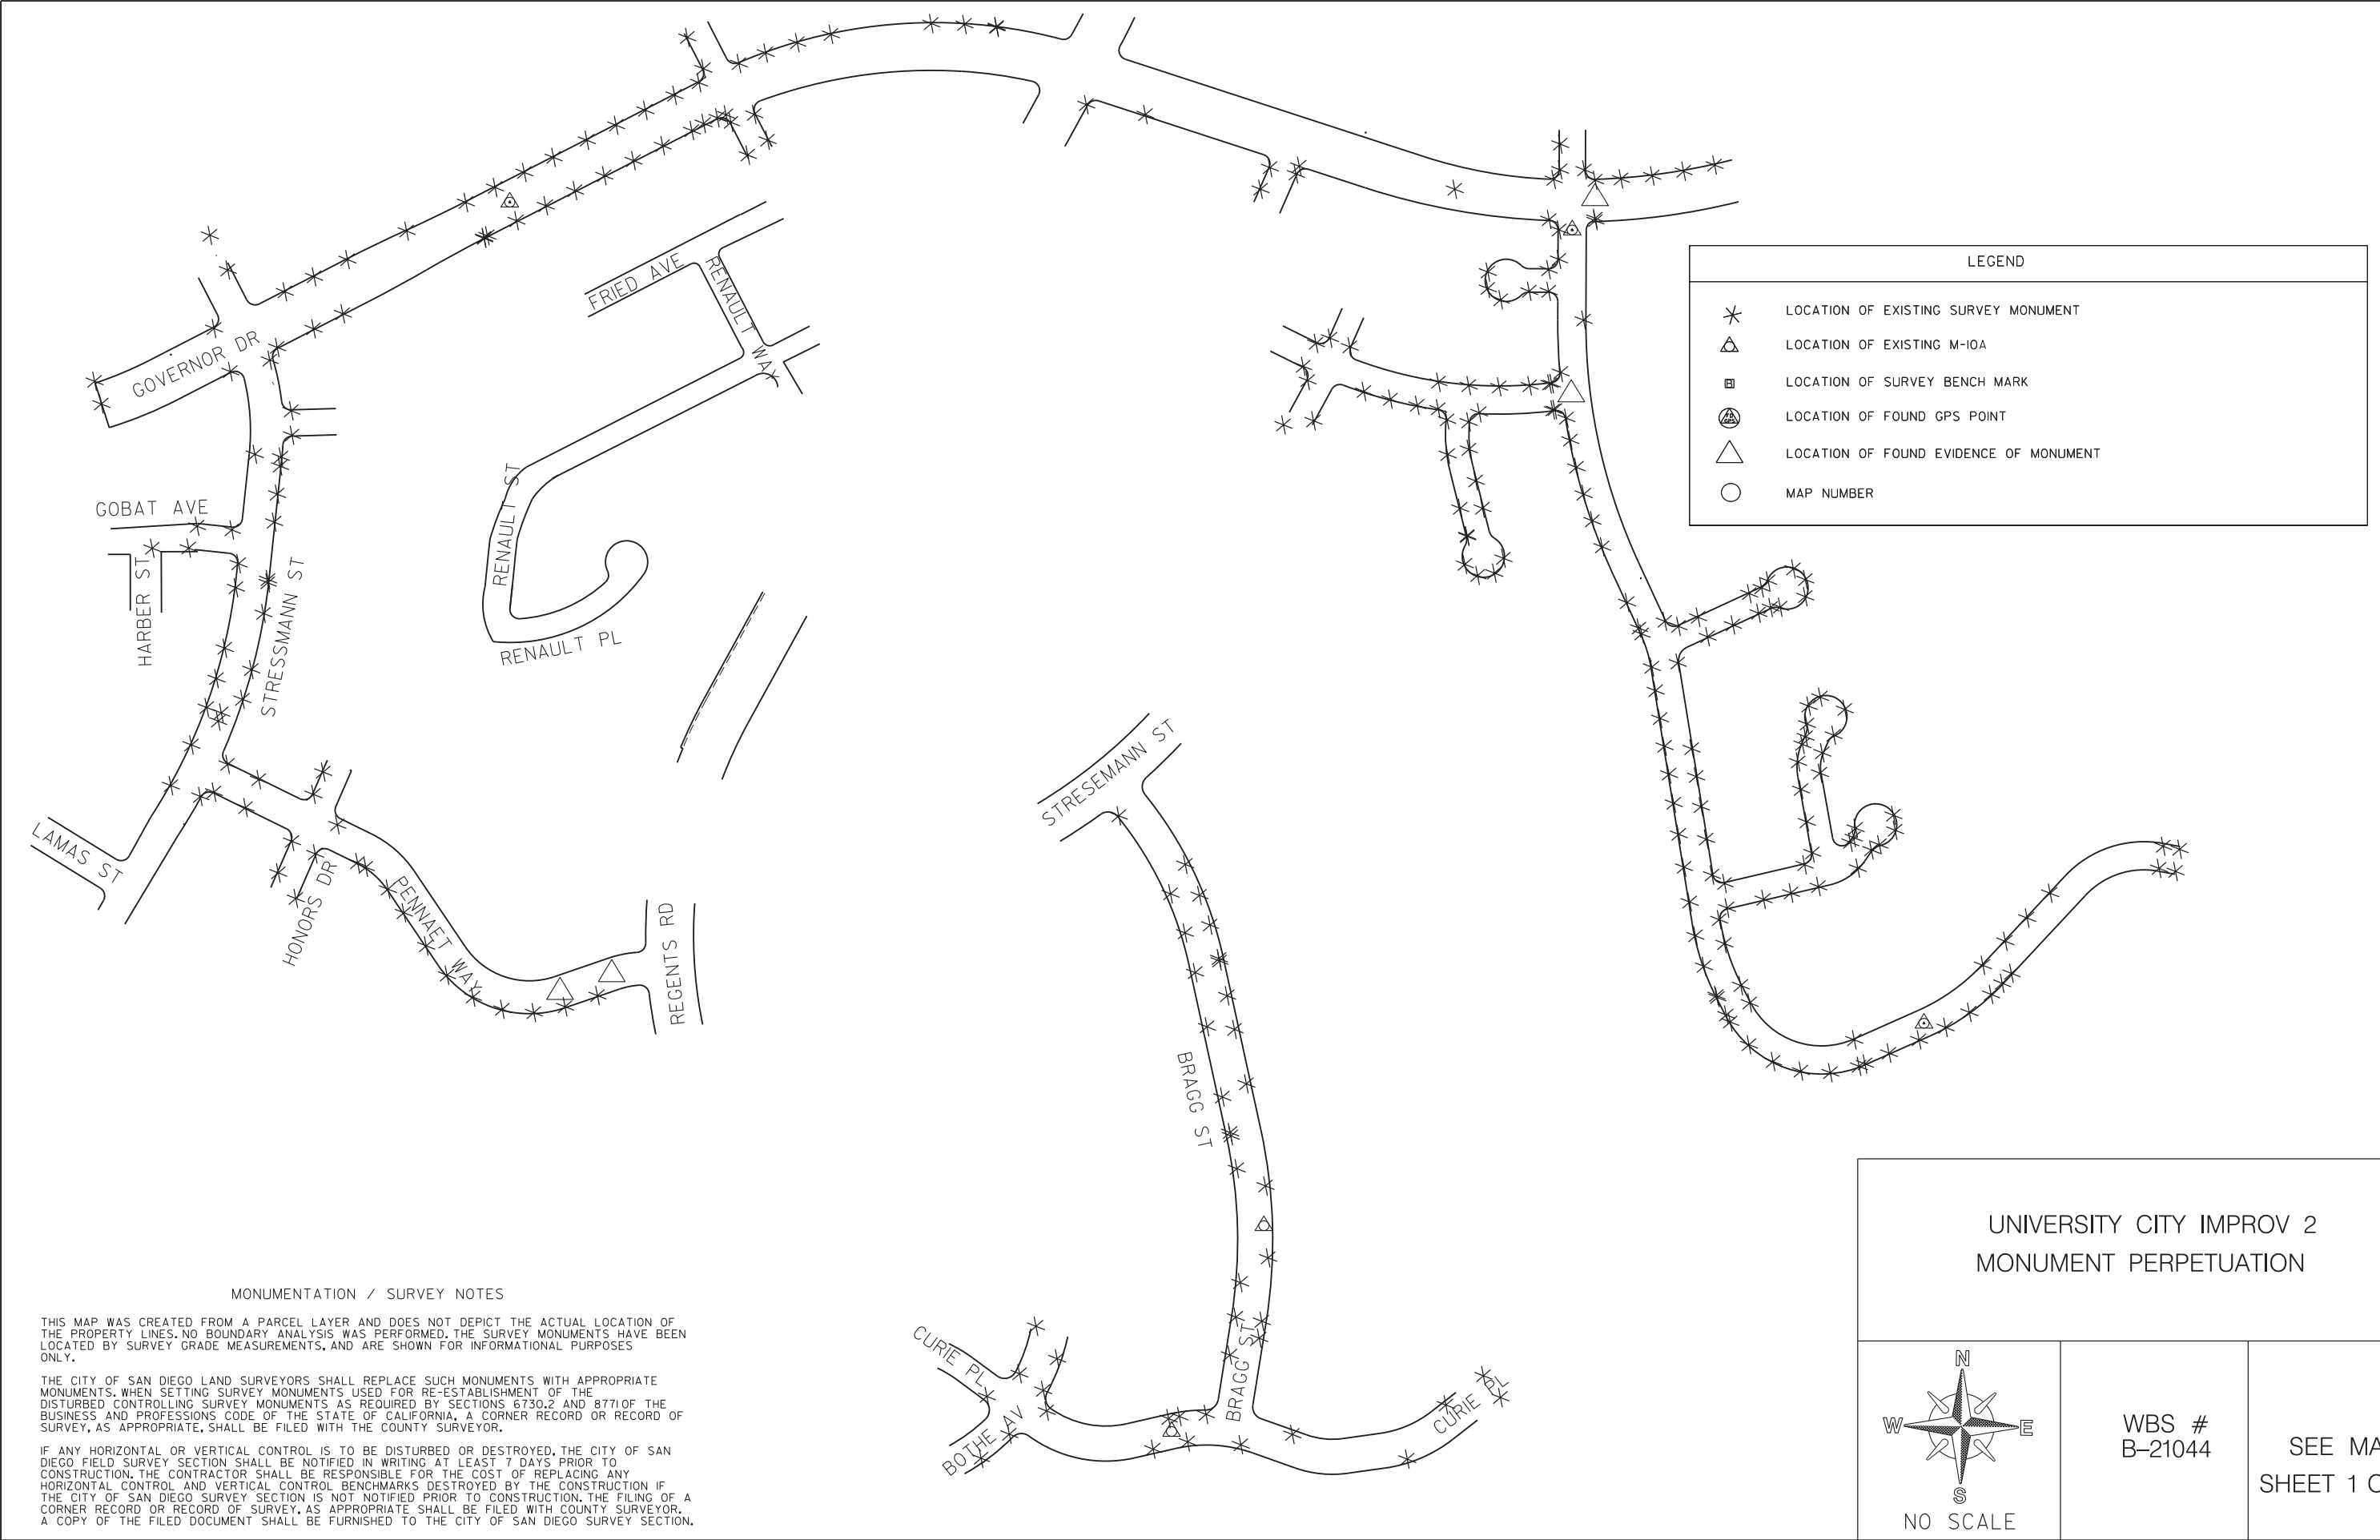 FRIED AVE
RENAULT WAY
GOVERNOR DR
LEGEND
LOCATION OF EXISTING SURVEY MONUMENT
LOCATION OF EXISTING M-10A
LOCATION OF SURVEY BENCH MARK
LOCATION OF FOUND GPS POINT
LOCATION OF FOUND EVIDENCE OF MONUMENT
MAP NUMBER
GOBAT AVE
RENAULT ST
HARBER ST
STRESSMANN ST
RENAULT PL
STRESEMANN ST
LAMAS ST
HONORS DR
PENNAET WAY
REGENTS RD
BRAGG ST
UNIVERSITY CITY IMPROV 2
MONUMENT PERPETUATION
MONUMENTATION / SURVEY NOTES
THIS MAP WAS CREATED FROM A PARCEL LAYER AND DOES NOT DEPICT THE ACTUAL LOCATION OF
THE PROPERTY LINES. NO BOUNDARY ANALYSIS WAS PERFORMED. THE SURVEY MONUMENTS HAVE BEEN
LOCATED BY SURVEY GRADE MEASUREMENTS, AND ARE SHOWN FOR INFORMATIONAL PURPOSES
ONLY.
THE CITY OF SAN DIEGO LAND SURVEYORS SHALL REPLACE SUCH MONUMENTS WITH APPROPRIATE
MONUMENTS. WHEN SETTING SURVEY MONUMENTS USED FOR RE-ESTABLISHMENT OF THE
DISTURBED CONTROLLING SURVEY MONUMENTS AS REQUIRED BY SECTIONS 6730.2 AND 8771 OF THE
BUSINESS AND PROFESSIONS CODE OF THE STATE OF CALIFORNIA, A CORNER RECORD OR RECORD OF
SURVEY, AS APPROPRIATE, SHALL BE FILED WITH THE COUNTY SURVEYOR.
IF ANY HORIZONTAL OR VERTICAL CONTROL IS TO BE DISTURBED OR DESTROYED, THE CITY OF SAN
DIEGO FIELD SURVEY SECTION SHALL BE NOTIFIED IN WRITING AT LEAST 7 DAYS PRIOR TO
CONSTRUCTION. THE CONTRACTOR SHALL BE RESPONSIBLE FOR THE COST OF REPLACING ANY
HORIZONTAL CONTROL AND VERTICAL CONTROL BENCHMARKS DESTROYED BY THE CONSTRUCTION IF
THE CITY OF SAN DIEGO SURVEY SECTION IS NOT NOTIFIED PRIOR TO CONSTRUCTION. THE FILING OF A
CORNER RECORD OR RECORD OF SURVEY, AS APPROPRIATE SHALL BE FILED WITH COUNTY SURVEYOR.
A COPY OF THE FILED DOCUMENT SHALL BE FURNISHED TO THE CITY OF SAN DIEGO SURVEY SECTION.
CURIE PL
BOTHE AV
BRAGG ST
CURIE PL
N
W
E
S
NO SCALE
WBS #
B-21044
SEE MA
SHEET 1 O